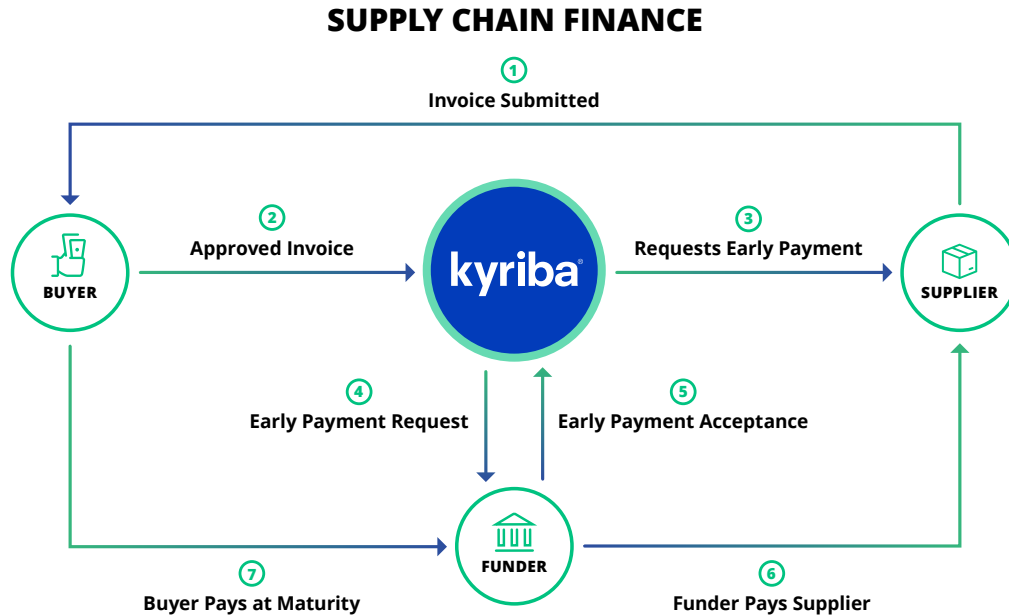 SUPPLY CHAIN FINANCE
1
Invoice Submitted
2
Approved Invoice
3
Requests Early Payment
kyriba®
BUYER
SUPPLIER
4
Early Payment Request
5
Early Payment Acceptance
FUNDER
7
Buyer Pays at Maturity
6
Funder Pays Supplier